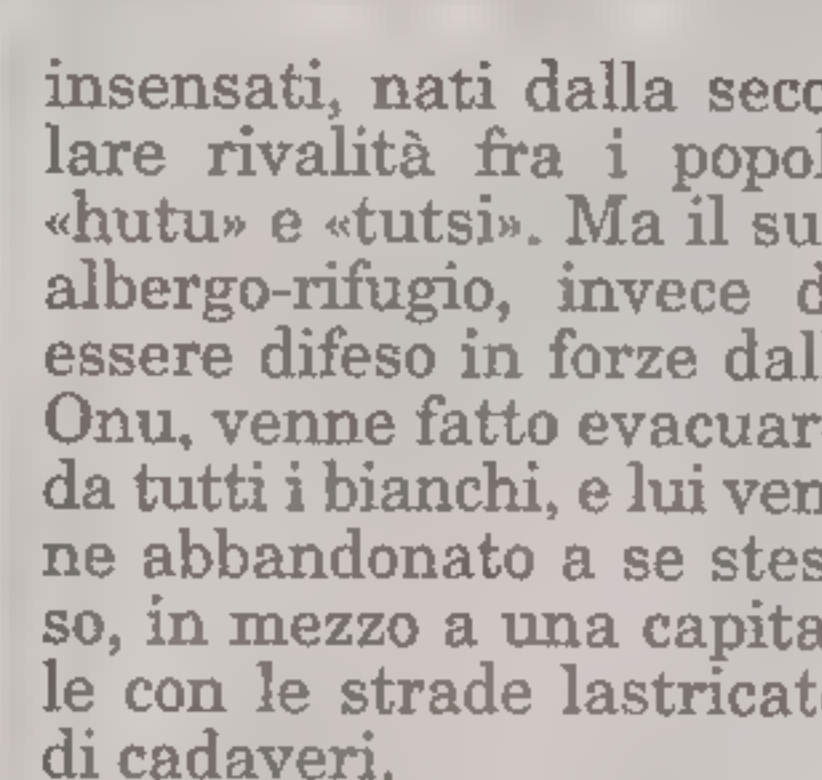 insensati, nati dalla seco
lare rivalità fra i popol
«hutu» e «tutsi». Ma il su
albergo-rifugio, invece d
essere difeso in forze dall
Onu, venne fatto evacuar
da tutti i bianchi, e lui ven
ne abbandonato a se stes
so, in mezzo a una capita
le con le strade lastricat
di cadaveri.